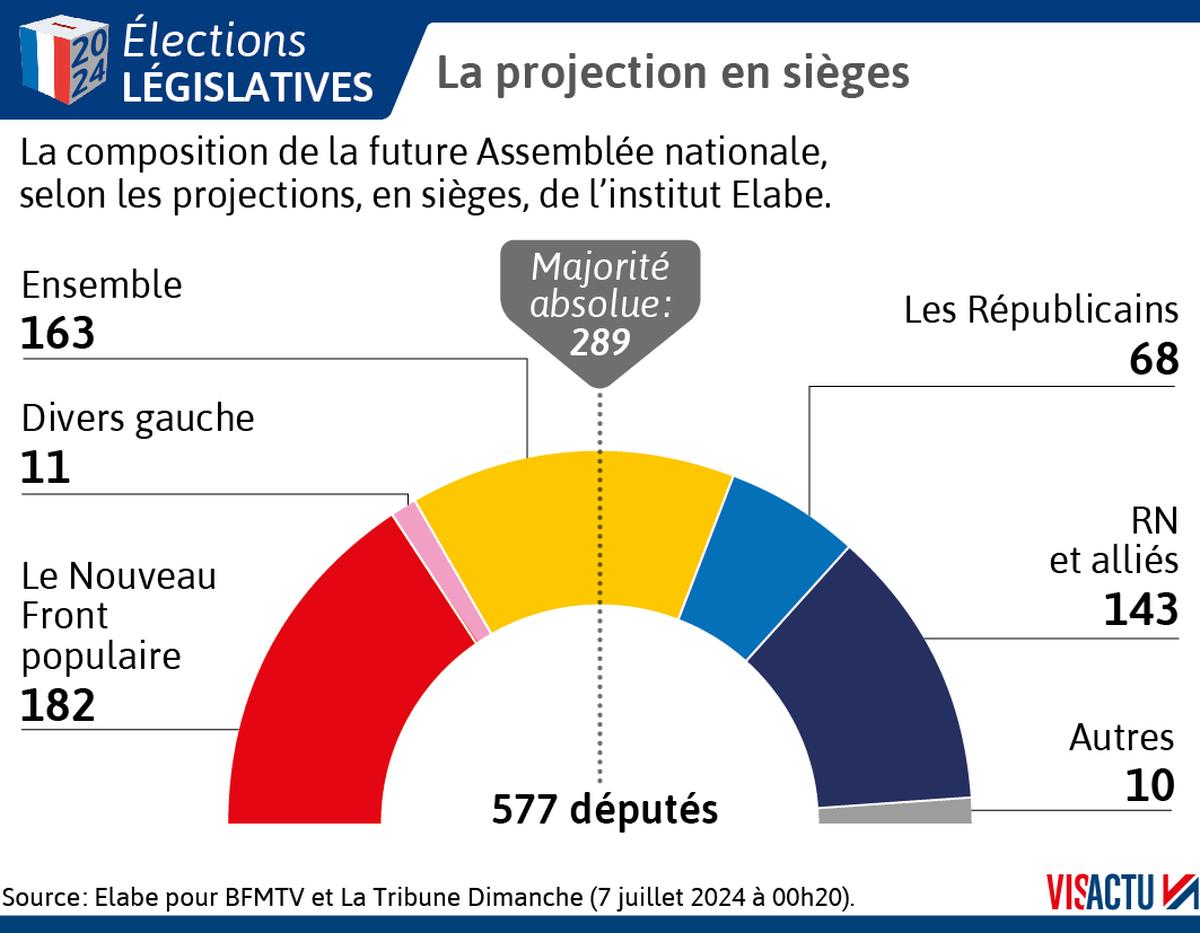 20
24
Élections
LÉGISLATIVES
La projection en sièges
La composition de la future Assemblée nationale,
selon les projections, en sièges, de l’institut Elabe.
Majorité
absolue :
289
Ensemble
163
Divers gauche
11
Le Nouveau
Front
populaire
182
Les Républicains
68
RN
et alliés
143
Autres
10
577 députés
Source : Elabe pour BFMTV et La Tribune Dimanche (7 juillet 2024 à 00h20).
VISACTU